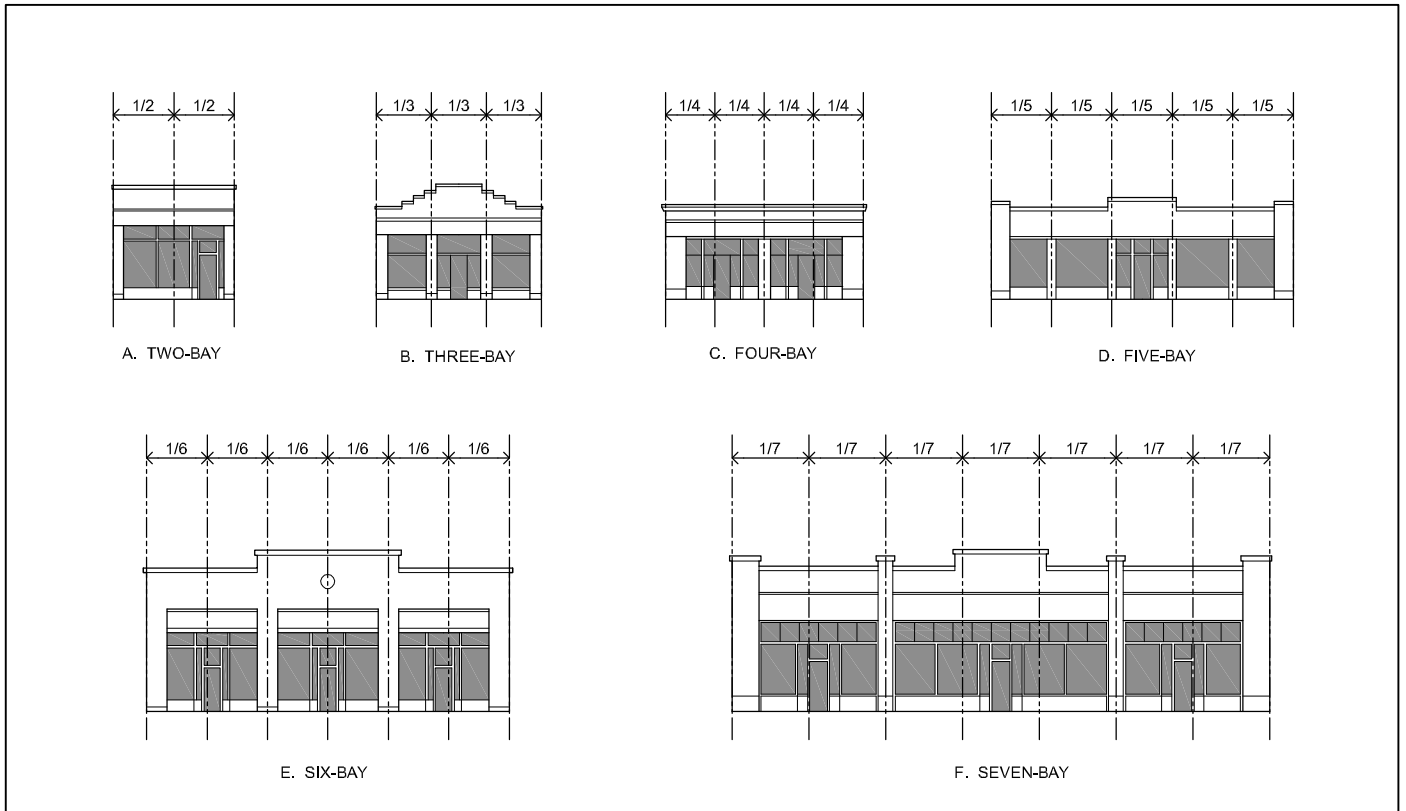 1/2 1/2 1/3 1/3 1/3 1/4 1/4 1/4 1/4 1/5 1/5 1/5 1/5 1/5
A. TWO-BAY B. THREE-BAY C. FOUR-BAY D. FIVE-BAY
1/6 1/6 1/6 1/6 1/6 1/6 1/7 1/7 1/7 1/7 1/7 1/7 1/7
E. SIX-BAY F. SEVEN-BAY